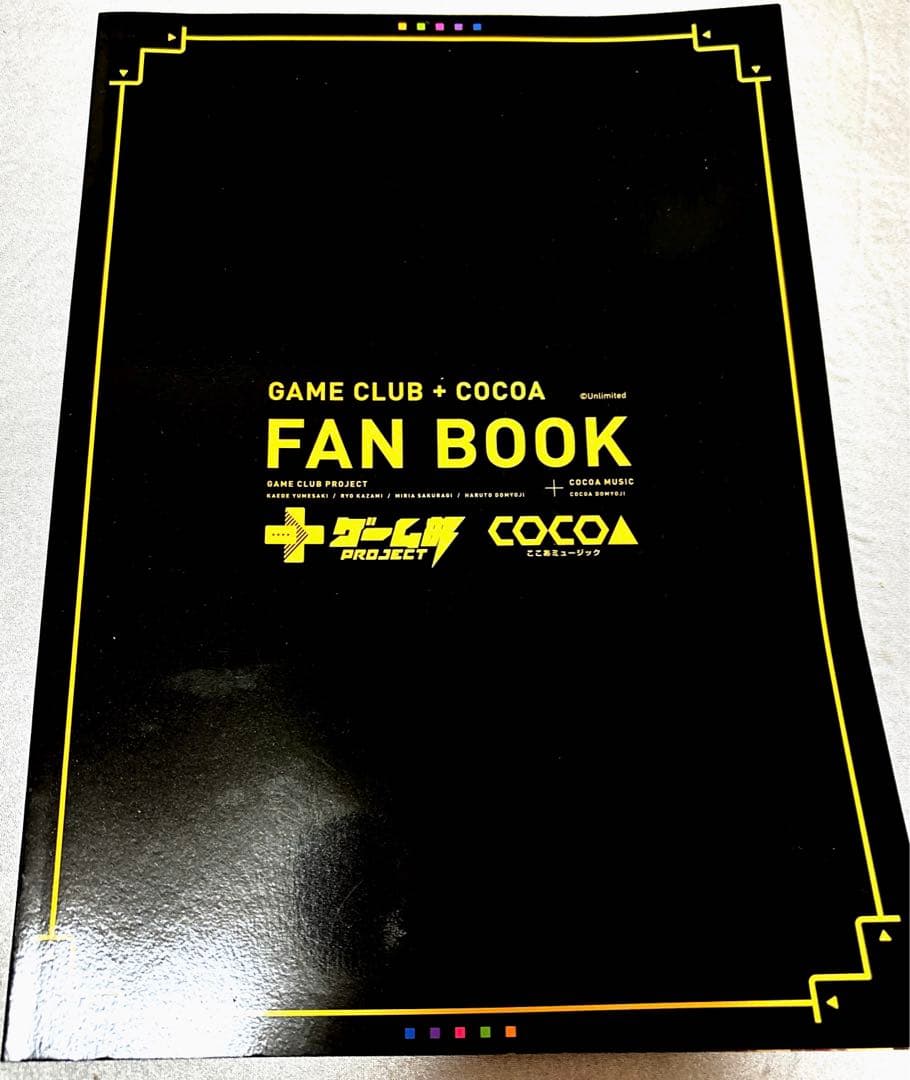 GAME CLUB + COCOA
©Unlimited
FAN BOOK
GAME CLUB PROJECT
KAEDE YUMESAKI / RYO KAZAMI / MIRIA SAKURAGI / HARUTO DOMYOJI
+ COCOA MUSIC
COCOA DOMYOJI
ゲーム部
PROJECT
COCOA
ここあミュージック